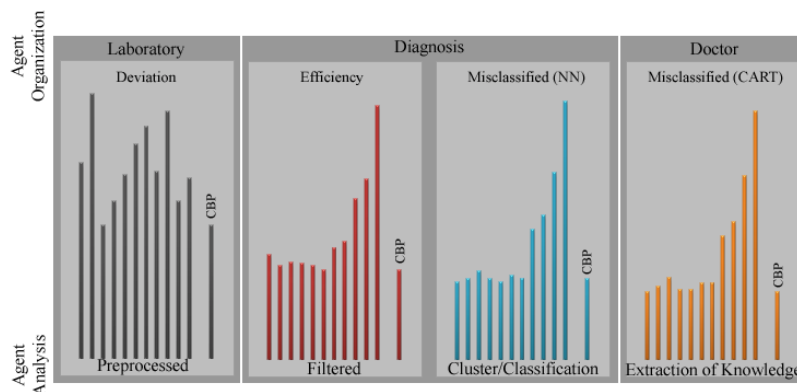 Agent
Organization
Laboratory
Diagnosis
Doctor
Deviation
Efficiency
Misclassified (NN)
Misclassified (CART)
CBP
CBP
CBP
CBP
Agent
Analysis
Preprocessed
Filtered
Cluster/Classification
Extraction of Knowledge